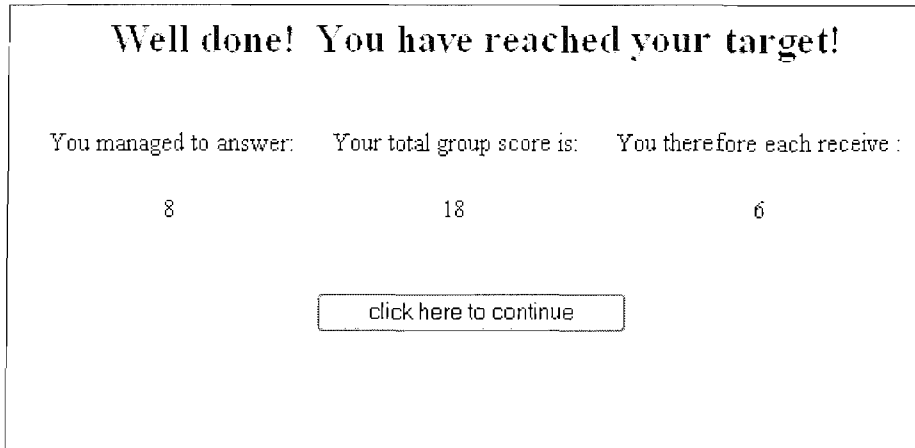 Well done! You have reached your target!
You managed to answer: Your total group score is: You therefore each receive :
8 18 6
click here to continue